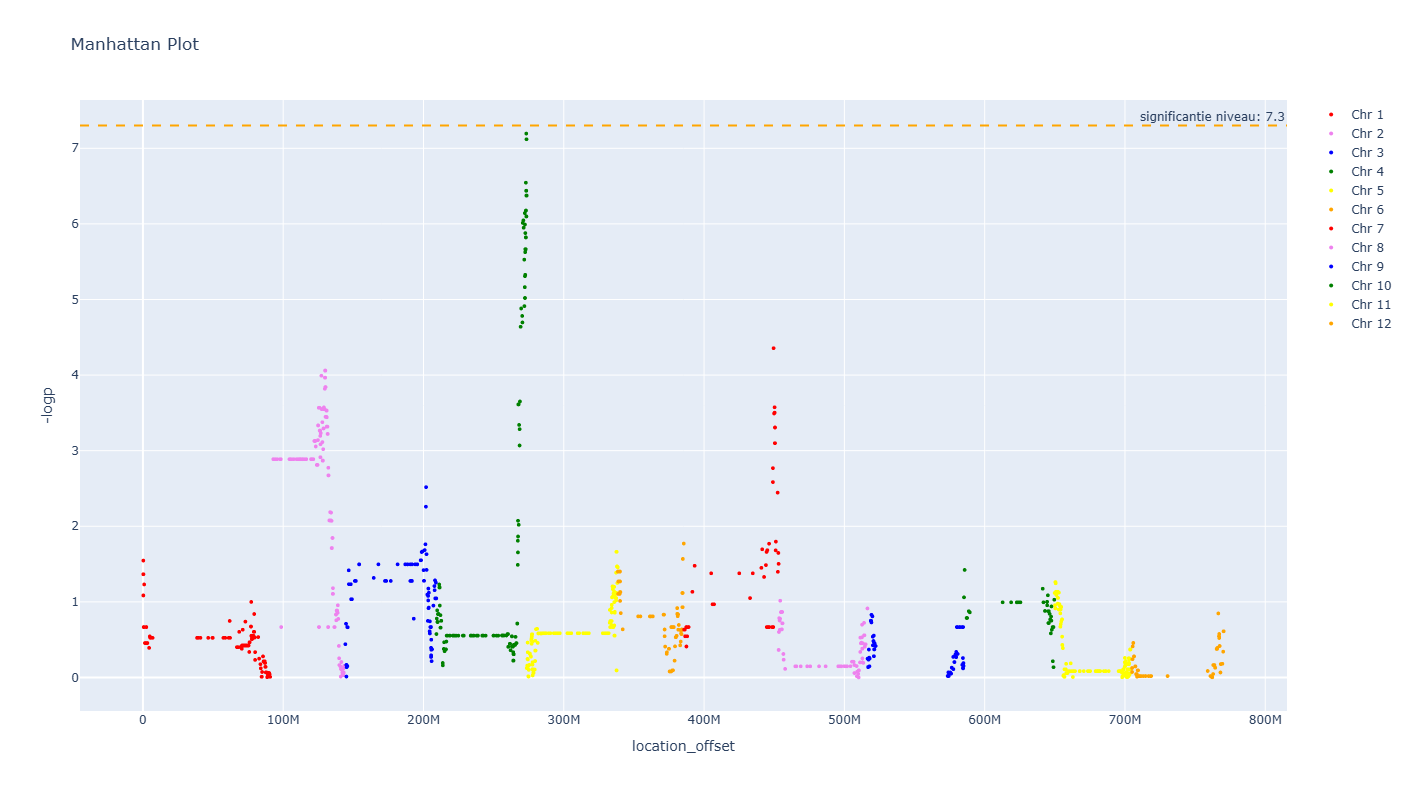 Manhattan Plot
significantie niveau: 7.3
7
6
5
4
3
2
1
0
-logp
0
100M
200M
300M
400M
500M
600M
700M
800M
location_offset
Chr 1
Chr 2
Chr 3
Chr 4
Chr 5
Chr 6
Chr 7
Chr 8
Chr 9
Chr 10
Chr 11
Chr 12